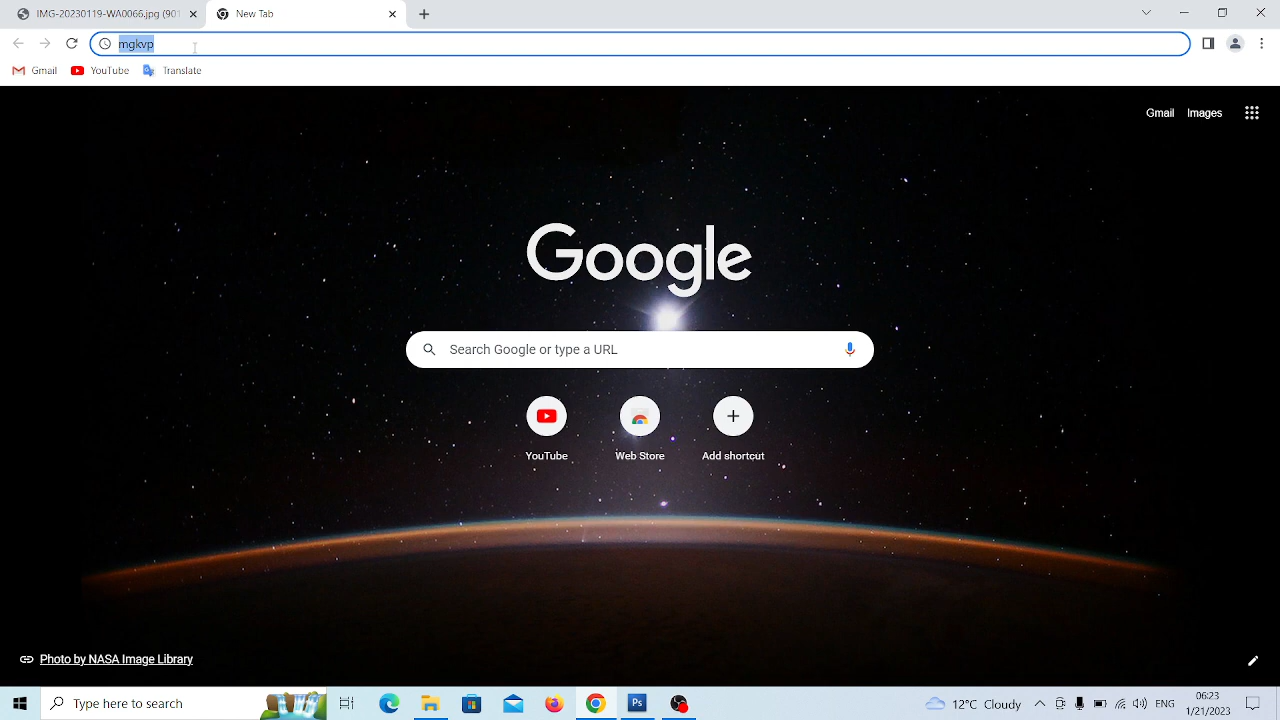 IMG-20230119-WA0066.jpg (901
New Tab
mgkvp
Gmail YouTube Translate
Gmail Images
Google
Search Google or type a URL
YouTube Web Store Add shortcut
Photo by NASA Image Library
Type here to search
Ps
12°C Cloudy
ENG
06:23
1/21/2023